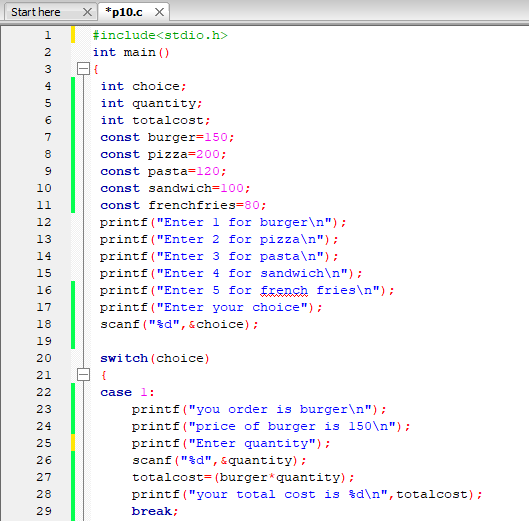 Start here *p10.c
1 #include<stdio.h>
2 int main()
3 {
4 int choice;
5 int quantity;
6 int totalcost;
7 const burger=150;
8 const pizza=200;
9 const pasta=120;
10 const sandwich=100;
11 const frenchfries=80;
12 printf("Enter 1 for burger\n");
13 printf("Enter 2 for pizza\n");
14 printf("Enter 3 for pasta\n");
15 printf("Enter 4 for sandwich\n");
16 printf("Enter 5 for french fries\n");
17 printf("Enter your choice");
18 scanf("%d",&choice);
19
20 switch(choice)
21 {
22 case 1:
23 printf("you order is burger\n");
24 printf("price of burger is 150\n");
25 printf("Enter quantity");
26 scanf("%d",&quantity);
27 totalcost=(burger*quantity);
28 printf("your total cost is %d\n",totalcost);
29 break;